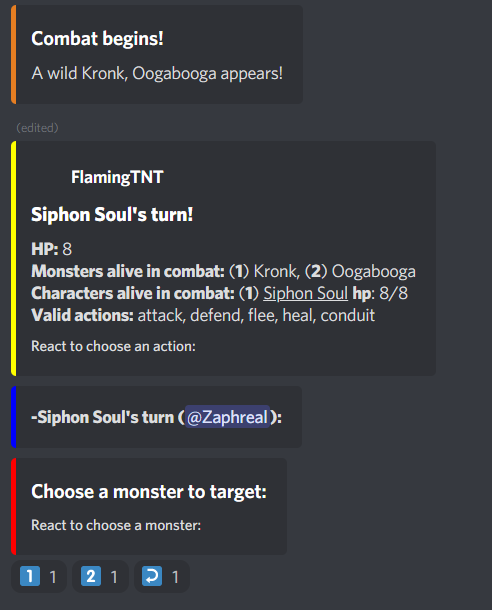 Combat begins!
A wild Kronk, Oogabooga appears!
(edited)
FlamingTNT
Siphon Soul's turn!
HP: 8
Monsters alive in combat: (1) Kronk, (2) Oogabooga
Characters alive in combat: (1) Siphon Soul hp: 8/8
Valid actions: attack, defend, flee, heal, conduit
React to choose an action:
-Siphon Soul's turn (@Zaphreal):
Choose a monster to target:
React to choose a monster:
1 1 2 1 1